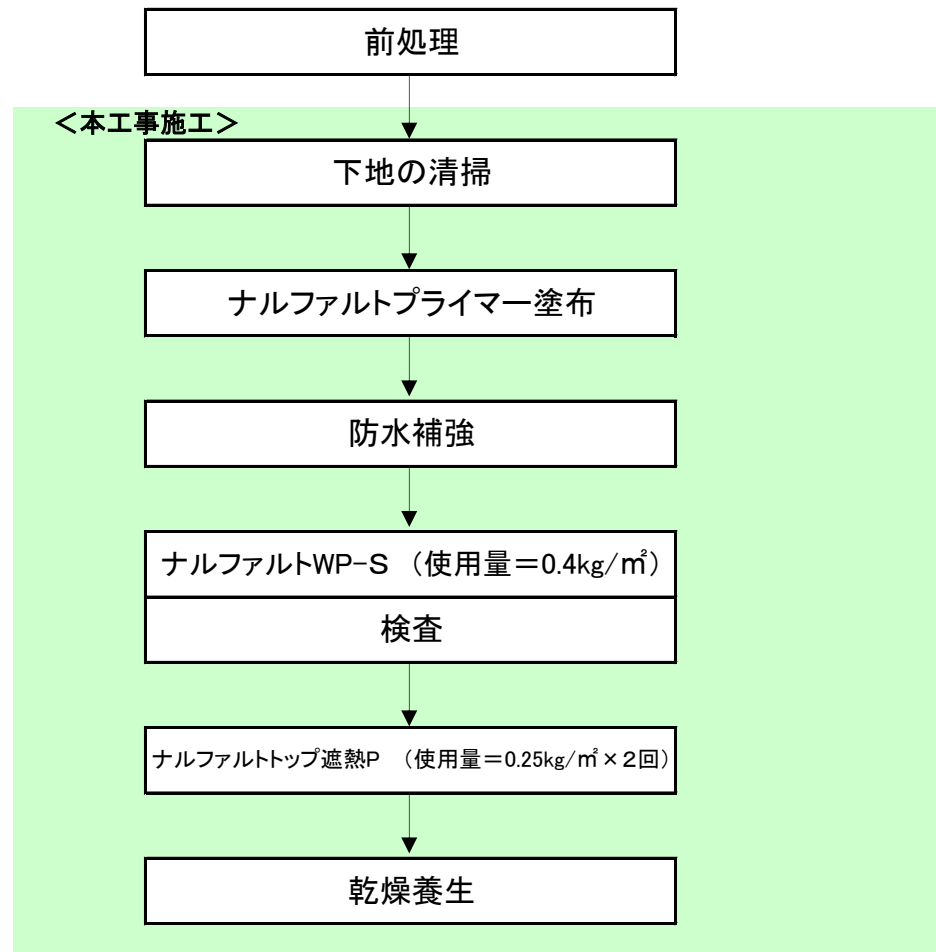 前処理
＜本工事施工＞
下地の清掃
ナルファルトプライマー塗布
防水補強
ナルファルトWP-S （使用量＝0.4kg/㎡）
検査
ナルファルトトップ遮熱P （使用量＝0.25kg/㎡×２回）
乾燥養生